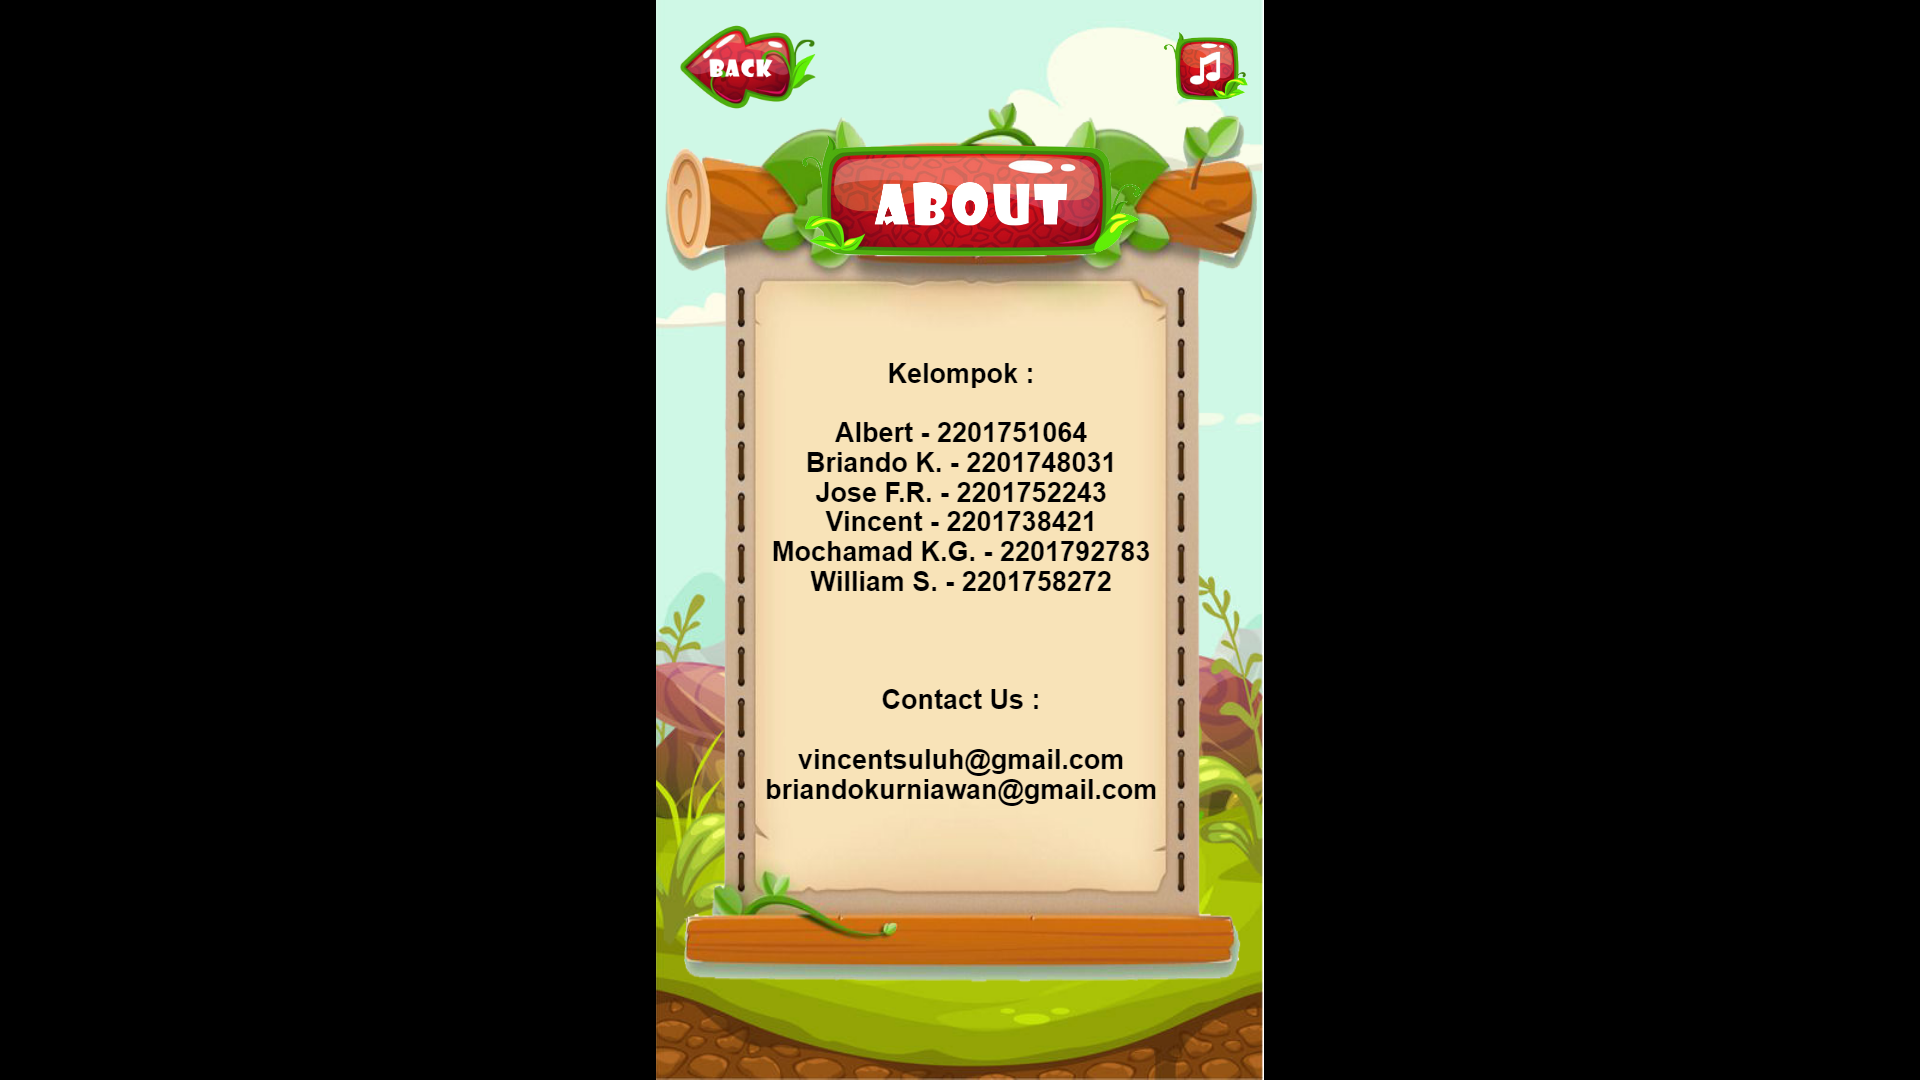 BACK
ABOUT
Kelompok :
Albert - 2201751064
Briando K. - 2201748031
Jose F.R. - 2201752243
Vincent - 2201738421
Mochamad K.G. - 2201792783
William S. - 2201758272
Contact Us :
vincentsuluh@gmail.com
briandokurniawan@gmail.com